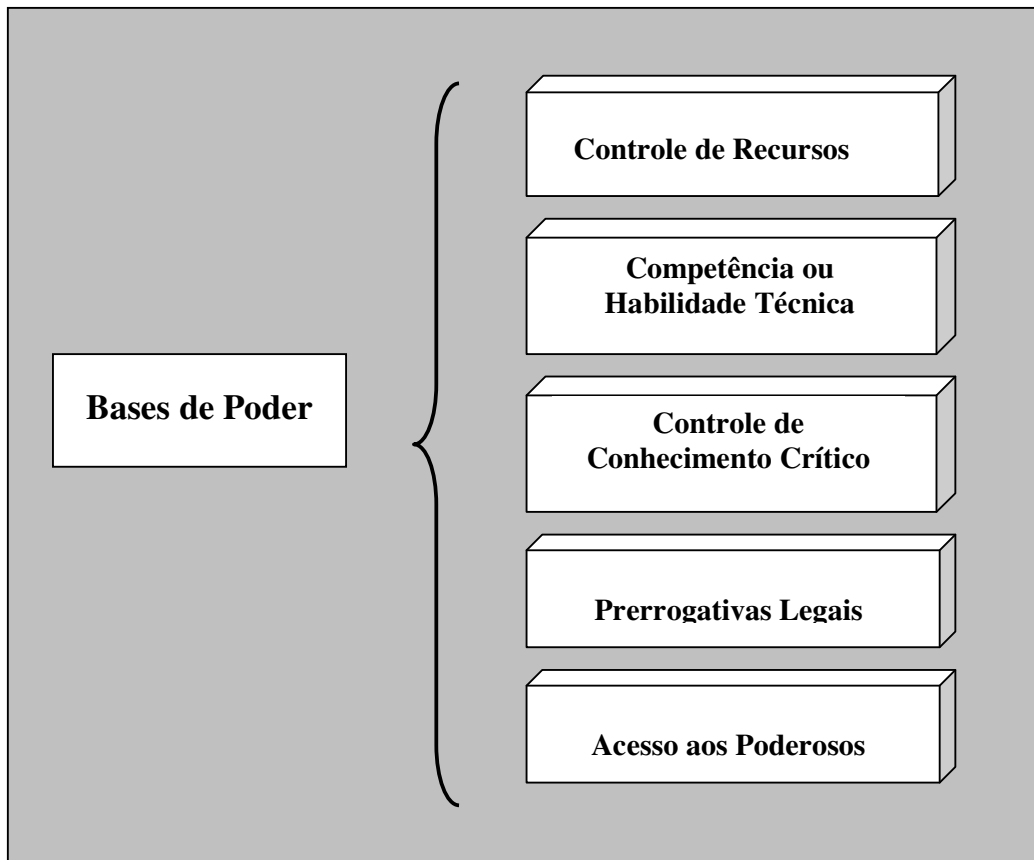 Controle de Recursos
Competência ou
Habilidade Técnica
Bases de Poder
Controle de
Conhecimento Crítico
Prerrogativas Legais
Acesso aos Poderosos